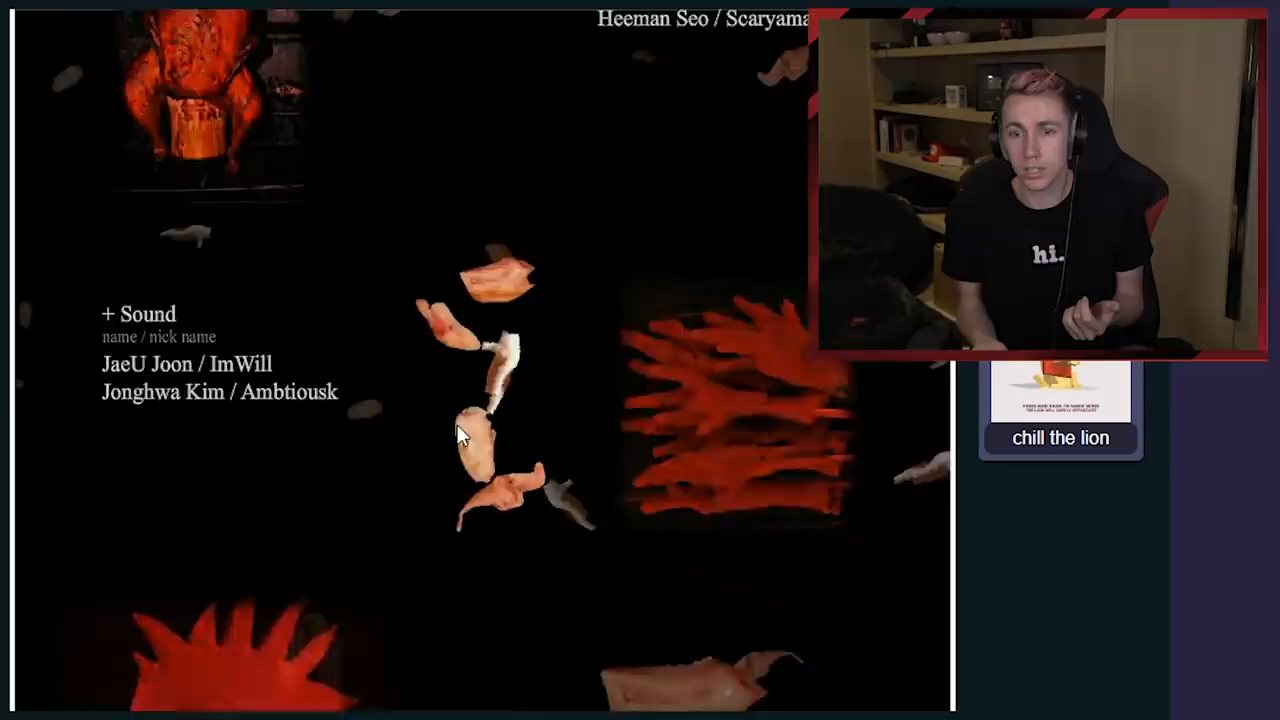 Heeman Seo / Scaryama
hi.
+ Sound
name / nick name
JaeU Joon / ImWill
Jonghwa Kim / Ambtiousk
chill the lion